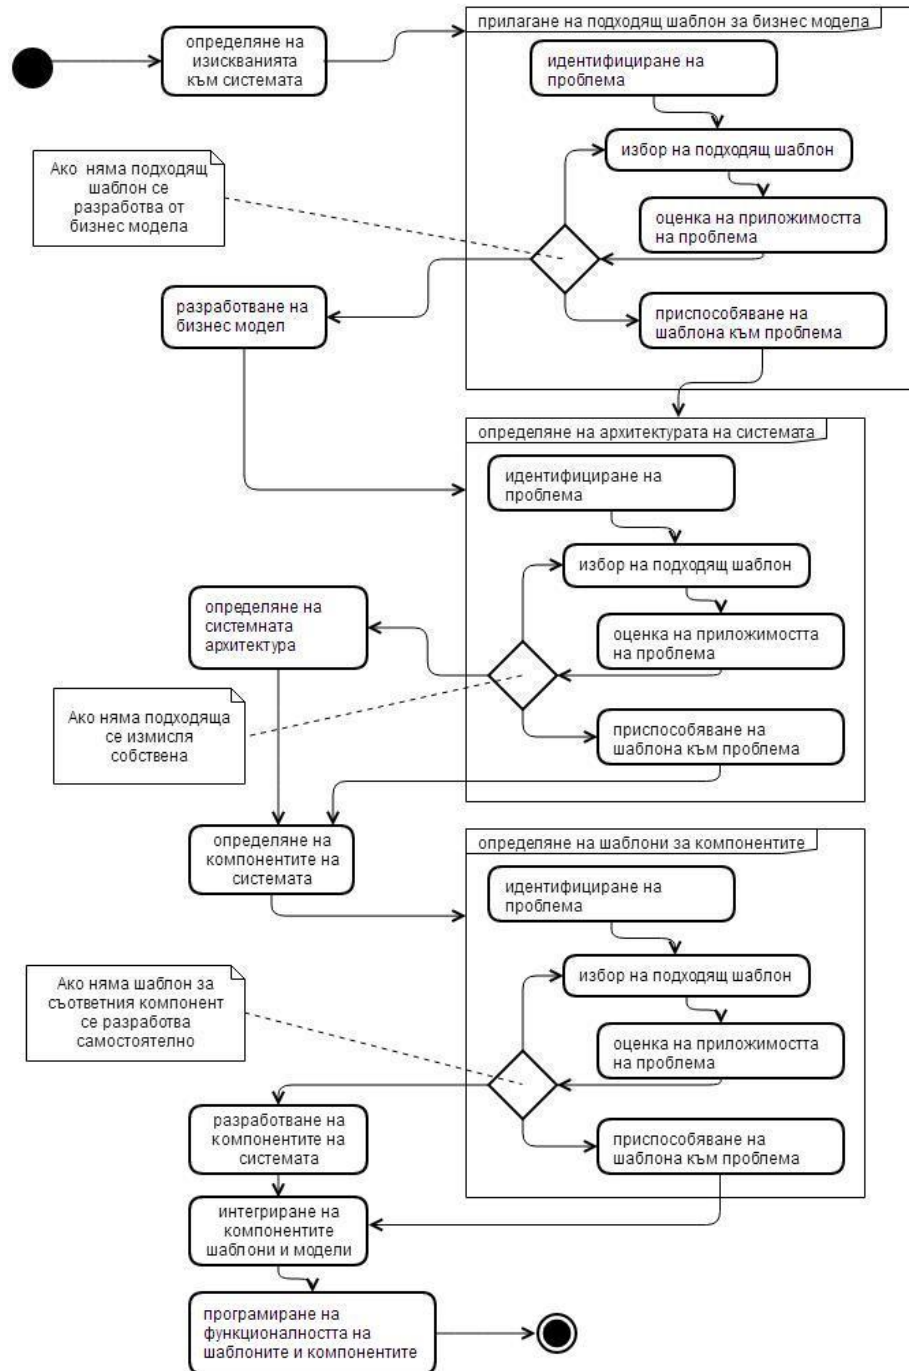 определяне на
изискванията
към системата
прилагане на подходящ шаблон за бизнес модела
идентифициране на
проблема
избор на подходящ шаблон
Ако няма подходящ
шаблон се
разработва от
бизнес модела
оценка на приложимостта
на проблема
разработване на
бизнес модел
приспособяване на
шаблона към проблема
определяне на архитектурата на системата
идентифициране на
проблема
избор на подходящ шаблон
определяне на
системната
архитектура
оценка на приложимостта
на проблема
Ако няма подходяща
се измисля
собствена
приспособяване на
шаблона към проблема
определяне на
компонентите на
системата
определяне на шаблони за компонентите
идентифициране на
проблема
избор на подходящ шаблон
Ако няма шаблон за
съответния компонент
се разработва
самостоятелно
оценка на приложимостта
на проблема
разработване на
компонентите на
системата
приспособяване на
шаблона към проблема
интегриране на
компонентите
шаблони и модели
програмиране на
функционалността на
шаблоните и компонентите